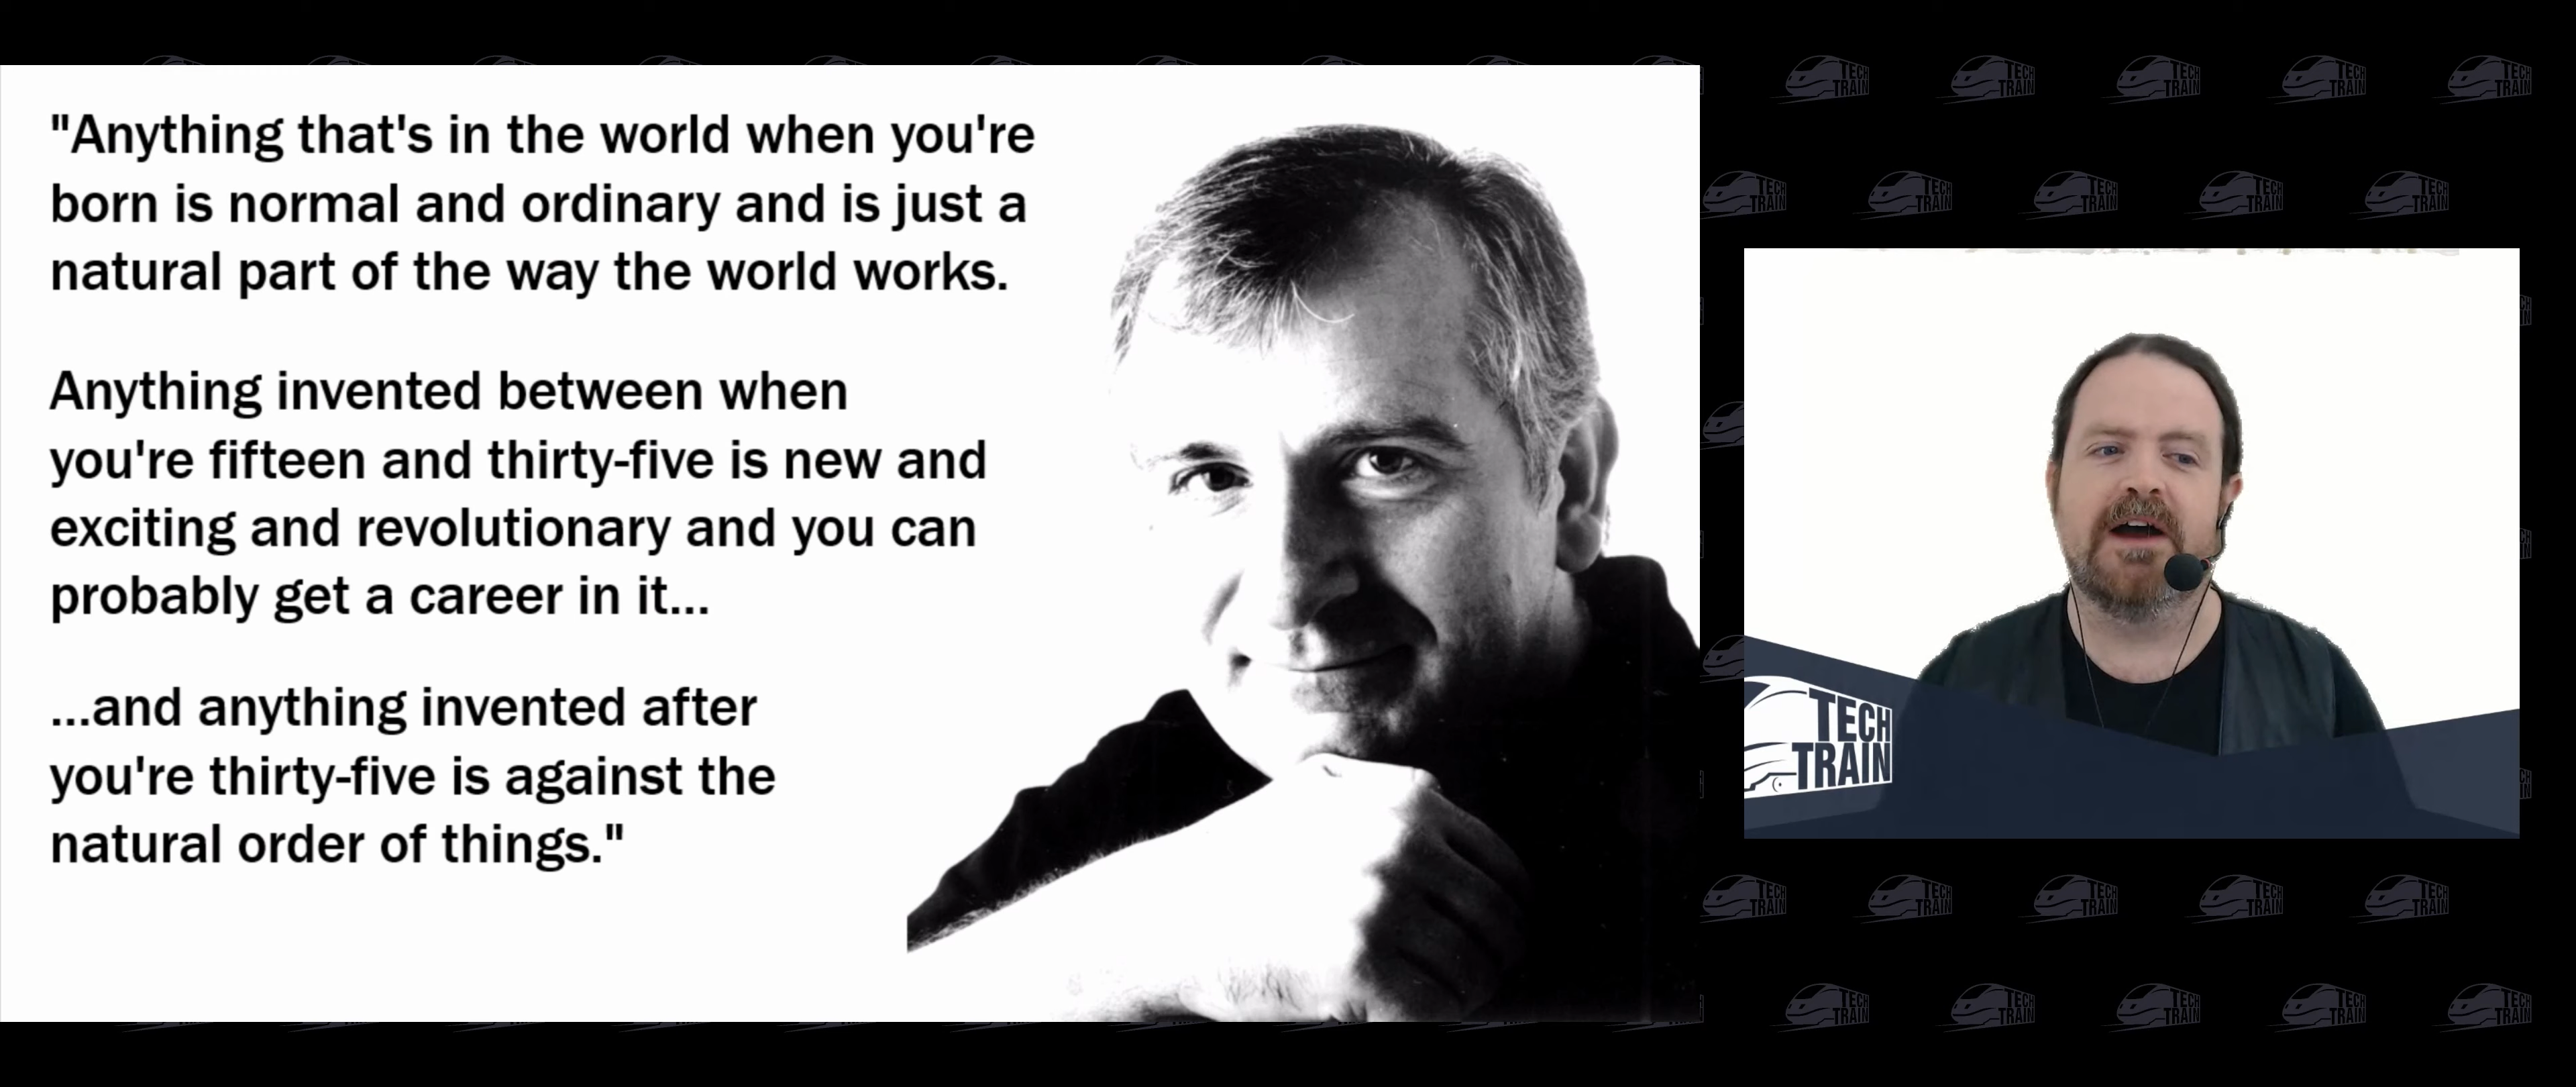 "Anything that's in the world when you're
born is normal and ordinary and is just a
natural part of the way the world works.
Anything invented between when
you're fifteen and thirty-five is new and
exciting and revolutionary and you can
probably get a career in it...
...and anything invented after
you're thirty-five is against the
natural order of things."
TECH
TRAIN